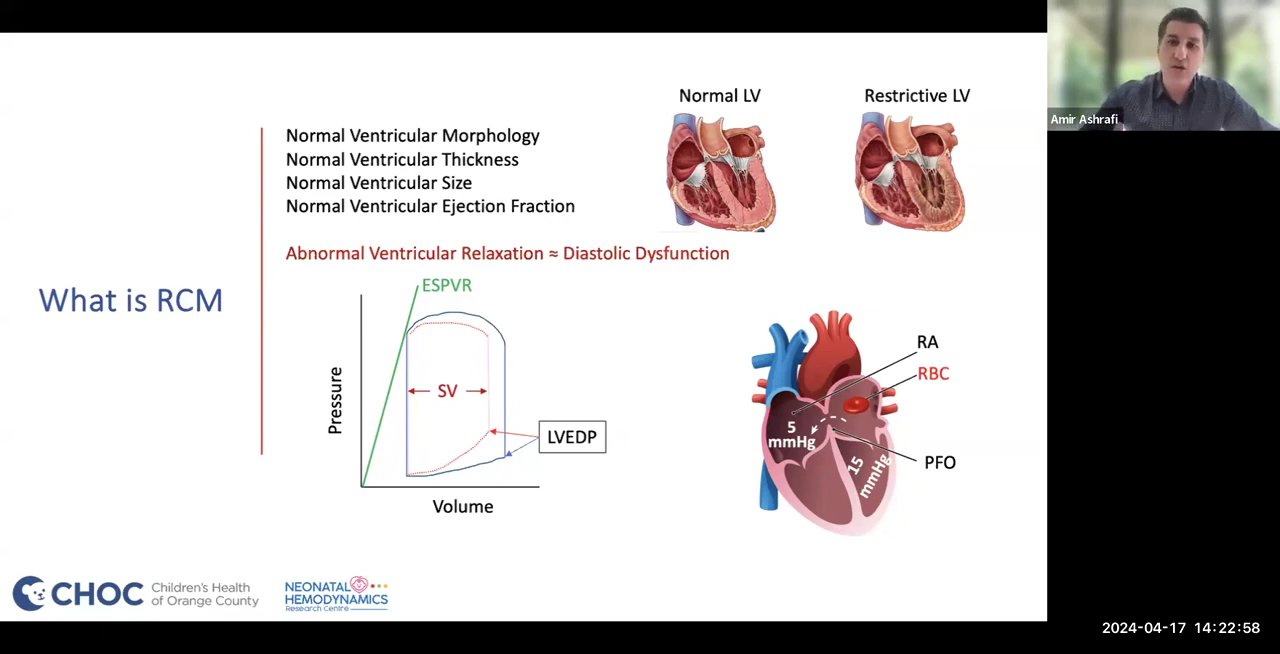 Normal LV
Restrictive LV
Amir Ashrafi
Normal Ventricular Morphology
Normal Ventricular Thickness
Normal Ventricular Size
Normal Ventricular Ejection Fraction
Abnormal Ventricular Relaxation ≈ Diastolic Dysfunction
What is RCM
ESPVR
Pressure
SV
LVEDP
Volume
RA
RBC
5
mmHg
15
mmHg
PFO
CHOC
Children's Health
of Orange County
NEONATAL
HEMODYNAMICS
Research Centre
2024-04-17 14:22:58